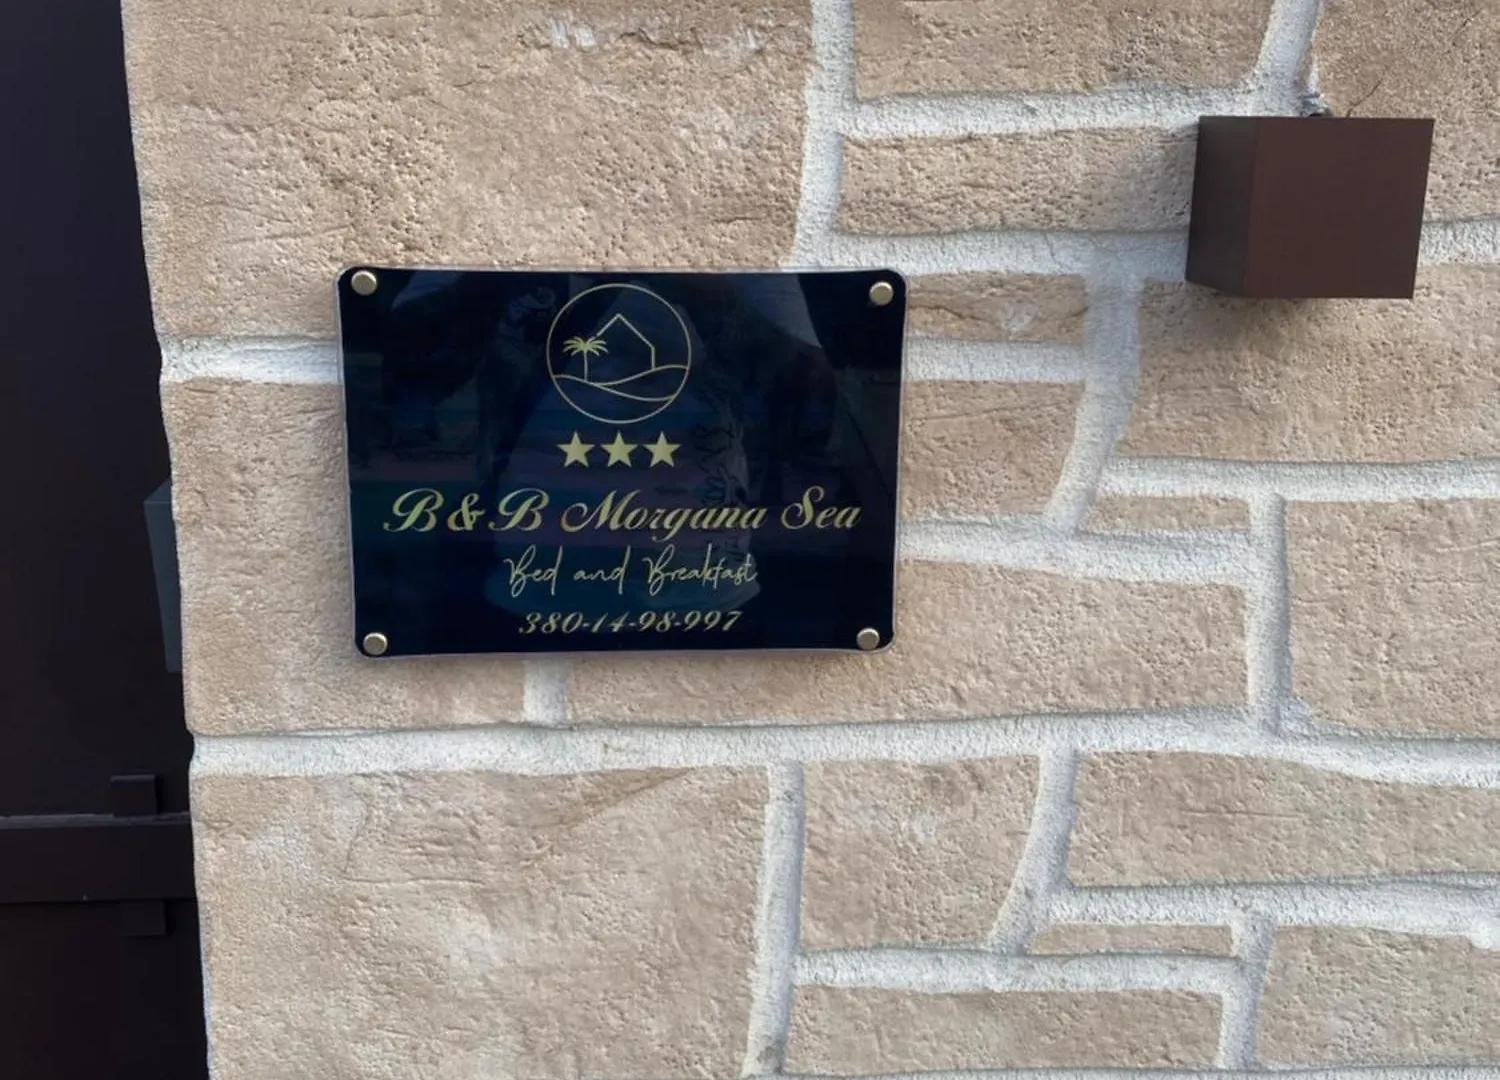 B&B Morgana Sea
Bed and Breakfast
380-14-98-997